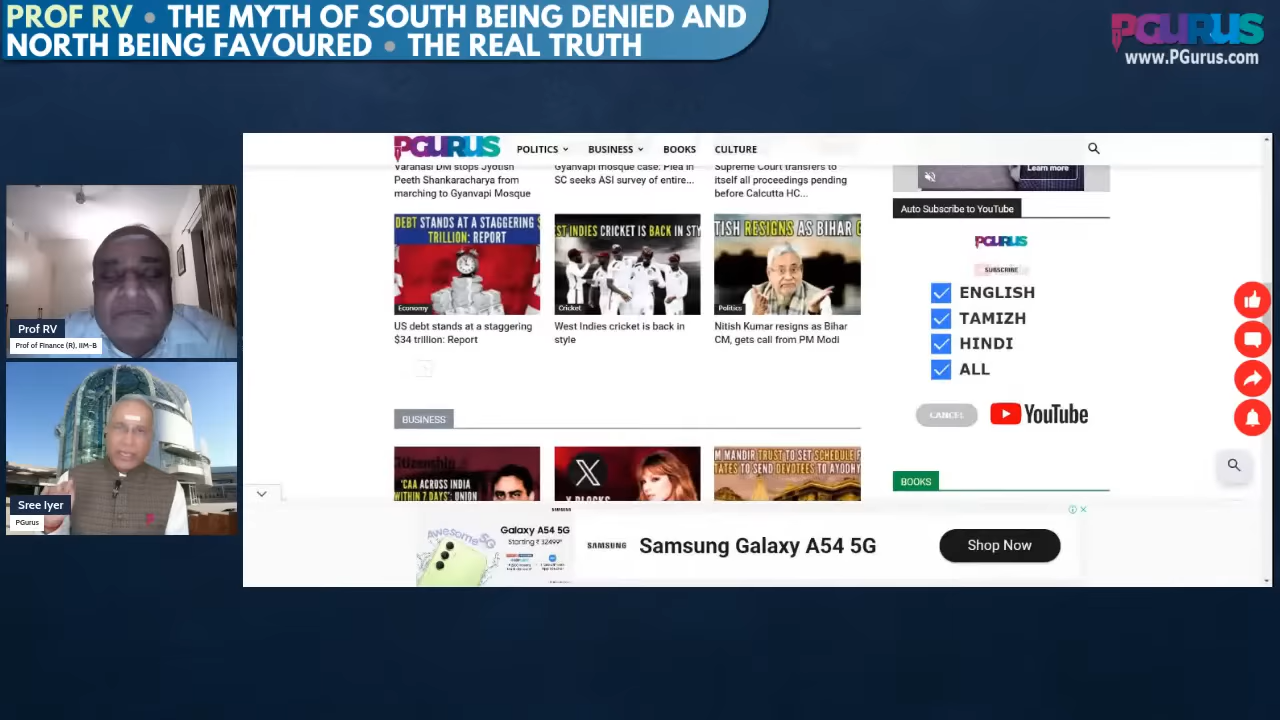 PROF RV • THE MYTH OF SOUTH BEING DENIED AND
NORTH BEING FAVOURED • THE REAL TRUTH
PGURUS
www.PGurus.com
PGURUS
POLITICS
BUSINESS
BOOKS
CULTURE
Varanasi DM stops Jyotish
Peeth Shankaracharya from
marching to Gyanvapi Mosque
Gyanvapi mosque case: Plea in
SC seeks ASI survey of entire...
Supreme Court transfers to
itself all proceedings pending
before Calcutta HC...
Learn more
Auto Subscribe to YouTube
PGURUS
SUBSCRIBE
ENGLISH
TAMIZH
HINDI
ALL
CANCEL
YouTube
DEBT STANDS AT A STAGGERING
TRILLION: REPORT
Economy
US debt stands at a staggering
$34 trillion: Report
ST INDIES CRICKET IS BACK IN STY
Cricket
West Indies cricket is back in
style
TISH RESIGNS AS BIHAR
Politics
Nitish Kumar resigns as Bihar
CM, gets call from PM Modi
Prof RV
Prof of Finance (R), IIM-B
Sree Iyer
PGurus
BUSINESS
BOOKS
Citizenship
'CAA ACROSS INDIA
WITHIN 7 DAYS': UNION
X
X BLOCKS
M MANDIR TRUST TO SET SCHEDULE F
TATES TO SEND DEVOTEES TO AYODHY
SAMSUNG
Awesome 5G
Galaxy A54 5G
Starting ₹ 32499*
SAMSUNG
Samsung Galaxy A54 5G
Shop Now